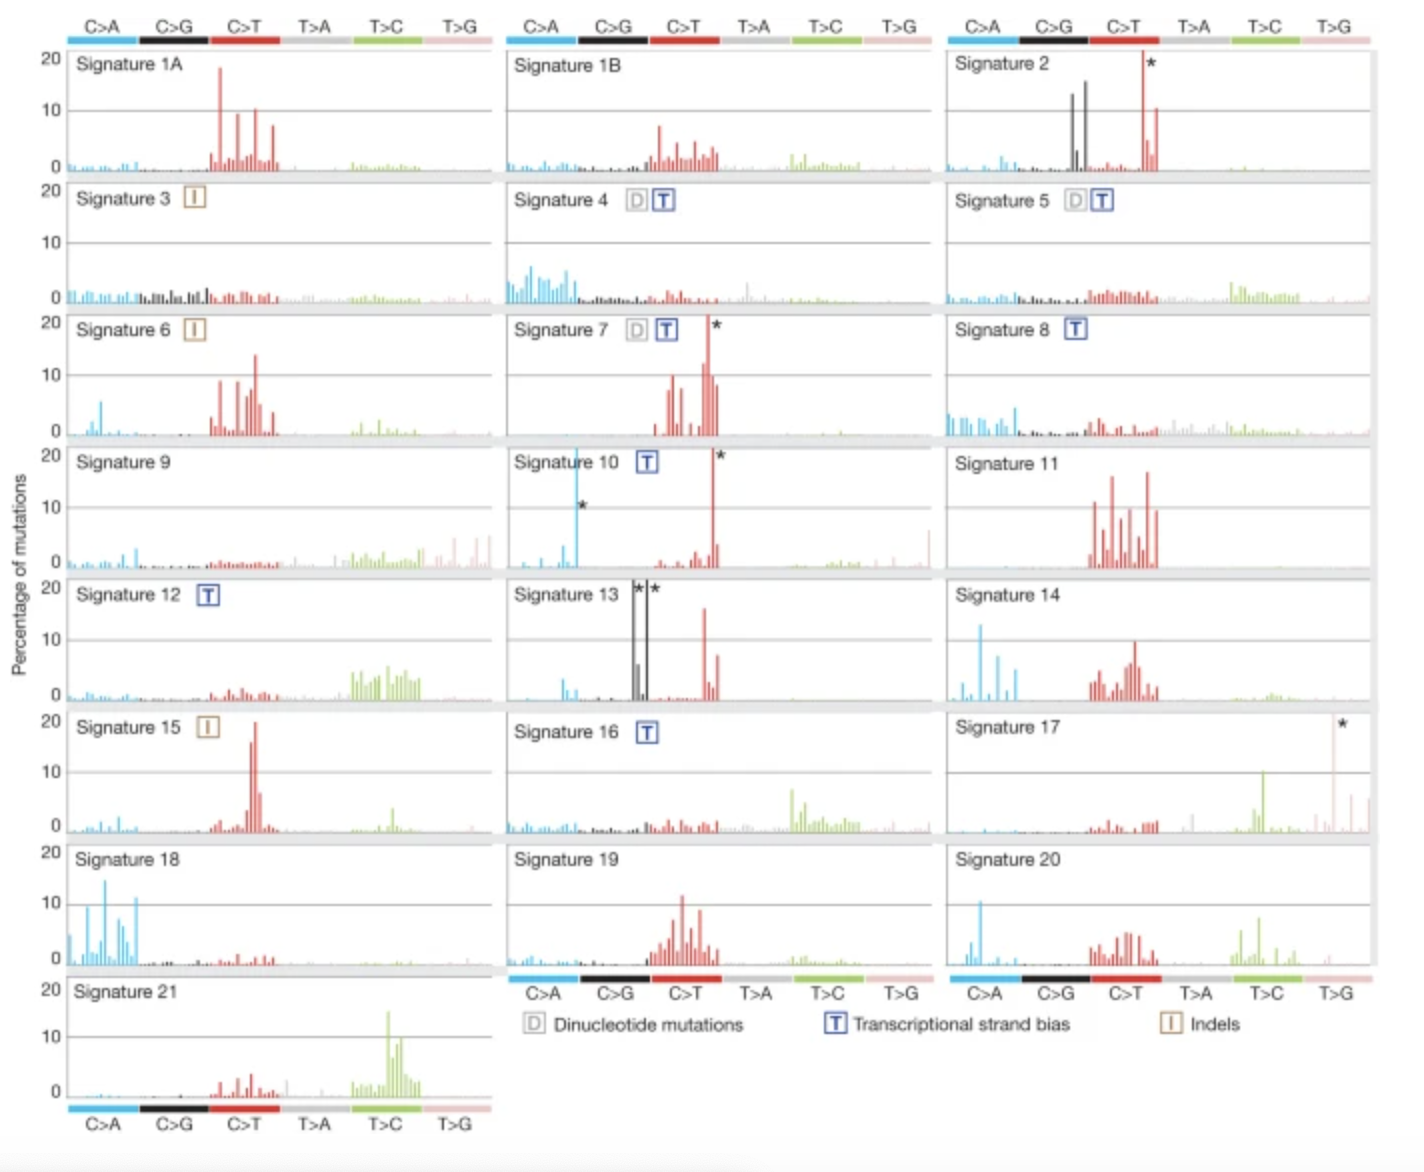 C>A C>G C>T T>A T>C T>G C>A C>G C>T T>A T>C T>G C>A C>G C>T T>A T>C T>G
20 Signature 1A Signature 1B Signature 2 *
10
0
20 Signature 3 I Signature 4 D T Signature 5 D T
10
0
20 Signature 6 I Signature 7 D T * Signature 8 T
10
0
20 Signature 9 Signature 10 T * Signature 11
10 *
0
20 Signature 12 T Signature 13 * * Signature 14
10
0
20 Signature 15 I Signature 16 T Signature 17 *
10
0
20 Signature 18 Signature 19 Signature 20
10
0
20 Signature 21
10
0
C>A C>G C>T T>A T>C T>G C>A C>G C>T T>A T>C T>G
C>A C>G C>T T>A T>C T>G
D Dinucleotide mutations T Transcriptional strand bias I Indels
Percentage of mutations